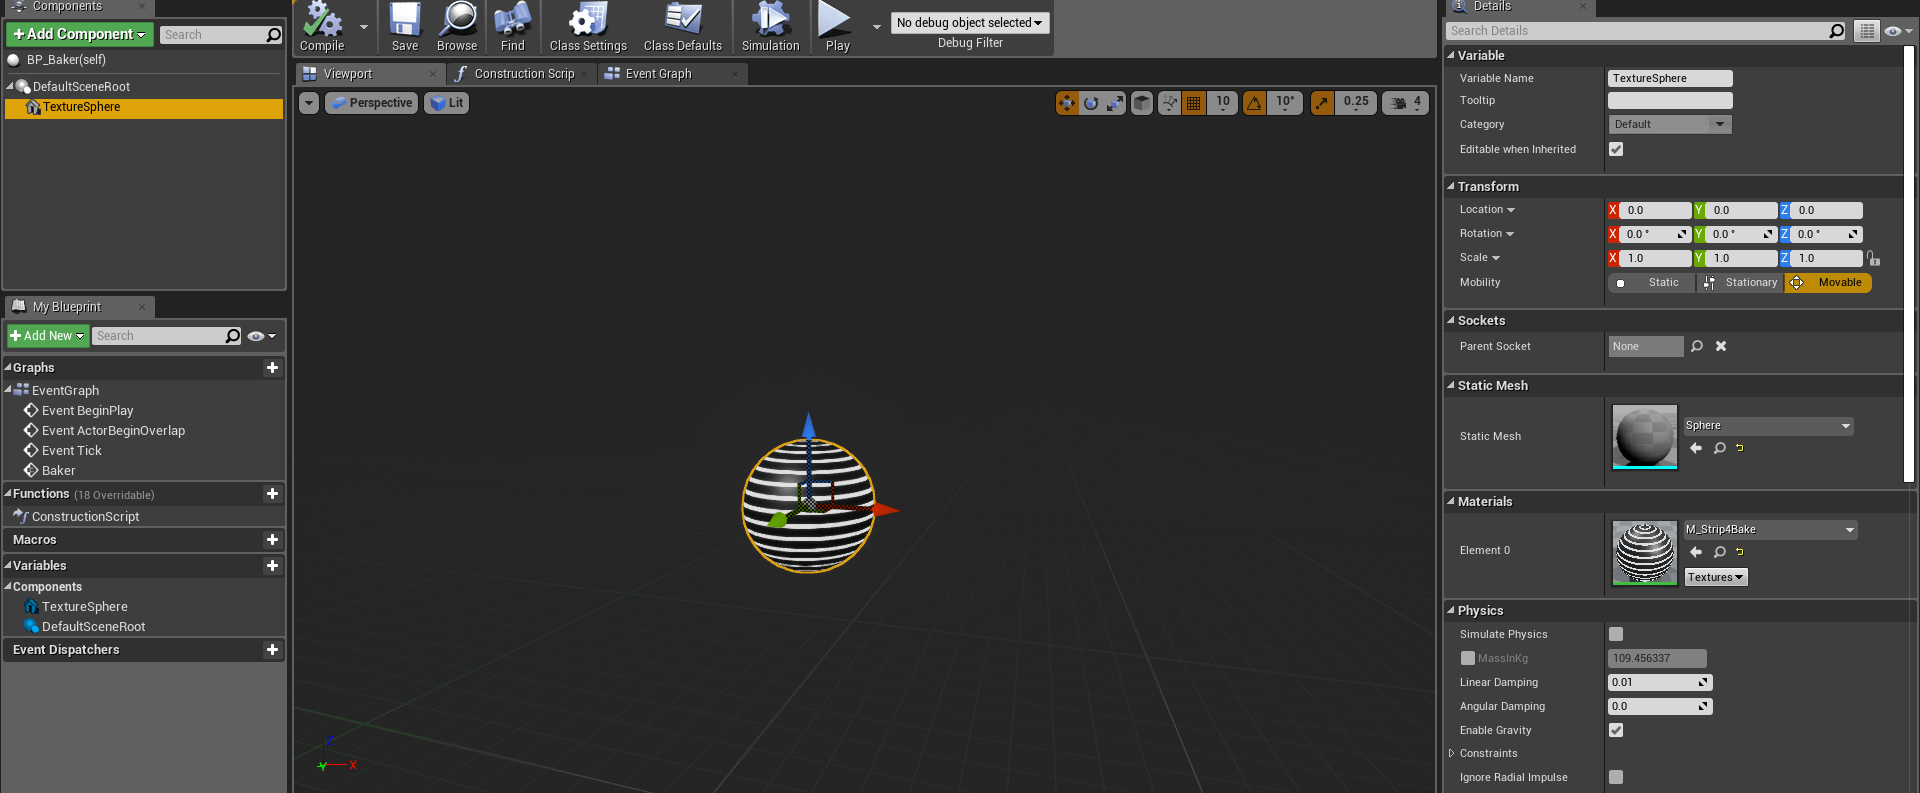 Components
Add Component
Search
BP_Baker(self)
DefaultSceneRoot
TextureSphere
My Blueprint
Add New
Search
Graphs
EventGraph
Event BeginPlay
Event ActorBeginOverlap
Event Tick
Baker
Functions (18 Overridable)
ConstructionScript
Macros
Variables
Components
TextureSphere
DefaultSceneRoot
Event Dispatchers
Compile
Save
Browse
Find
Class Settings
Class Defaults
Simulation
Play
No debug object selected
Debug Filter
Viewport
Construction Scrip
Event Graph
Perspective
Lit
10
10°
0.25
4
Z
Y
X
Details
Search Details
Variable
Variable Name TextureSphere
Tooltip
Category Default
Editable when Inherited
Transform
Location X 0.0 Y 0.0 Z 0.0
Rotation X 0.0 ° Y 0.0 ° Z 0.0 °
Scale X 1.0 Y 1.0 Z 1.0
Mobility Static Stationary Movable
Sockets
Parent Socket None
Static Mesh
Static Mesh Sphere
Materials
Element 0 M_Strip4Bake
Textures
Physics
Simulate Physics
MassInKg 109.456337
Linear Damping 0.01
Angular Damping 0.0
Enable Gravity
Constraints
Ignore Radial Impulse